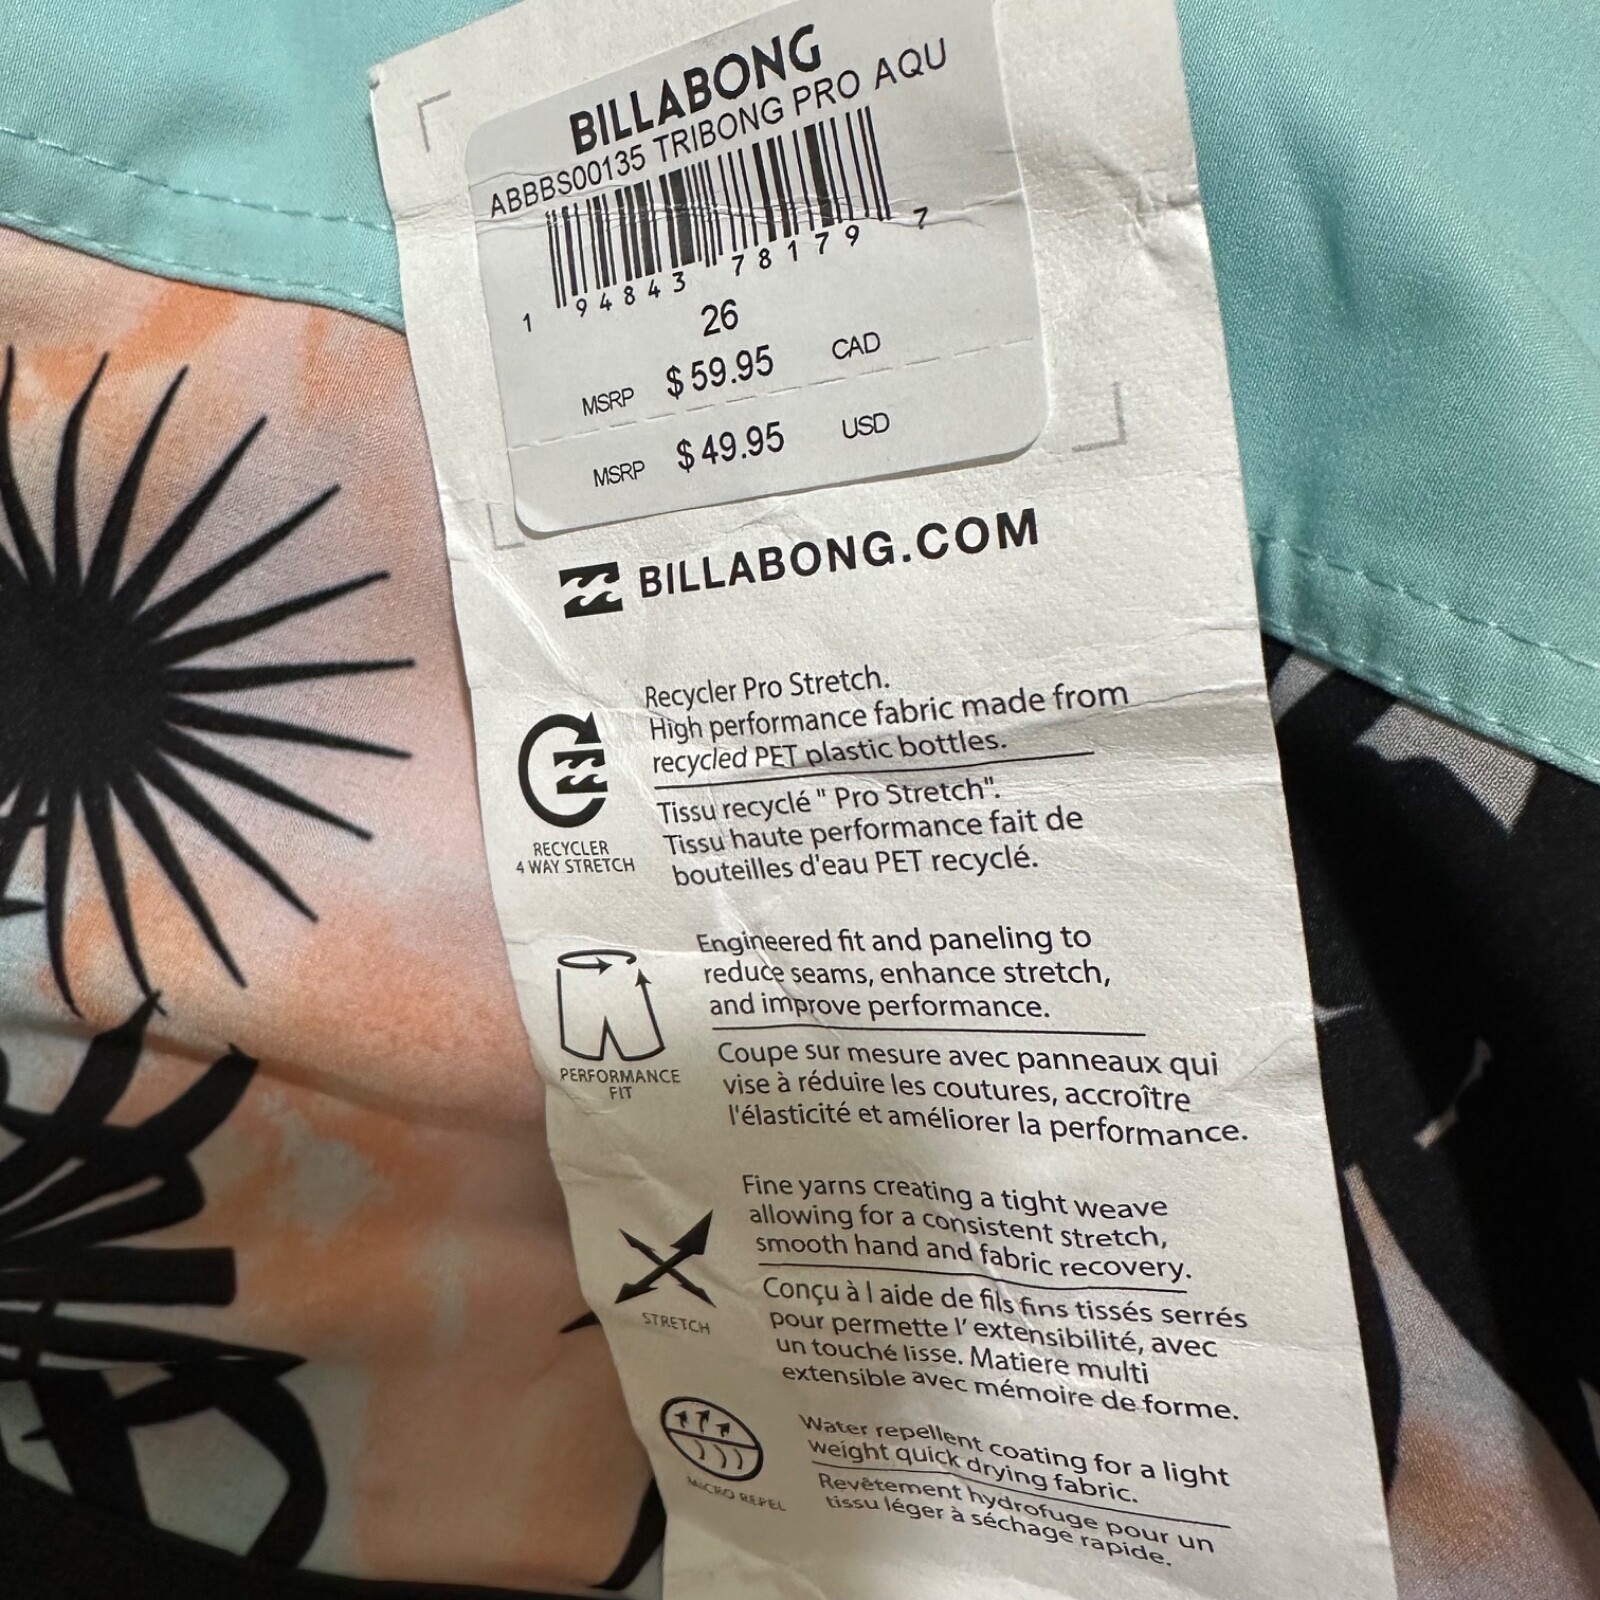 BILLABONG
ABBBS00135 TRIBONG PRO AQU
1 94843 78179 7
26
MSRP $59.95 CAD
MSRP $49.95 USD
BILLABONG.COM
Recycler Pro Stretch.
High performance fabric made from
recycled PET plastic bottles.
Tissu recyclé " Pro Stretch".
Tissu haute performance fait de
bouteilles d'eau PET recyclé.
RECYCLER
4 WAY STRETCH
Engineered fit and paneling to
reduce seams, enhance stretch,
and improve performance.
Coupe sur mesure avec panneaux qui
vise à réduire les coutures, accroître
l'élasticité et améliorer la performance.
PERFORMANCE
FIT
Fine yarns creating a tight weave
allowing for a consistent stretch,
smooth hand and fabric recovery.
Conçu à l aide de fils fins tissés serrés
pour permette l' extensibilité, avec
un touché lisse. Matiere multi
extensible avec mémoire de forme.
STRETCH
Water repellent coating for a light
weight quick drying fabric.
Revêtement hydrofuge pour un
tissu léger à séchage rapide.
MICRO REPEL